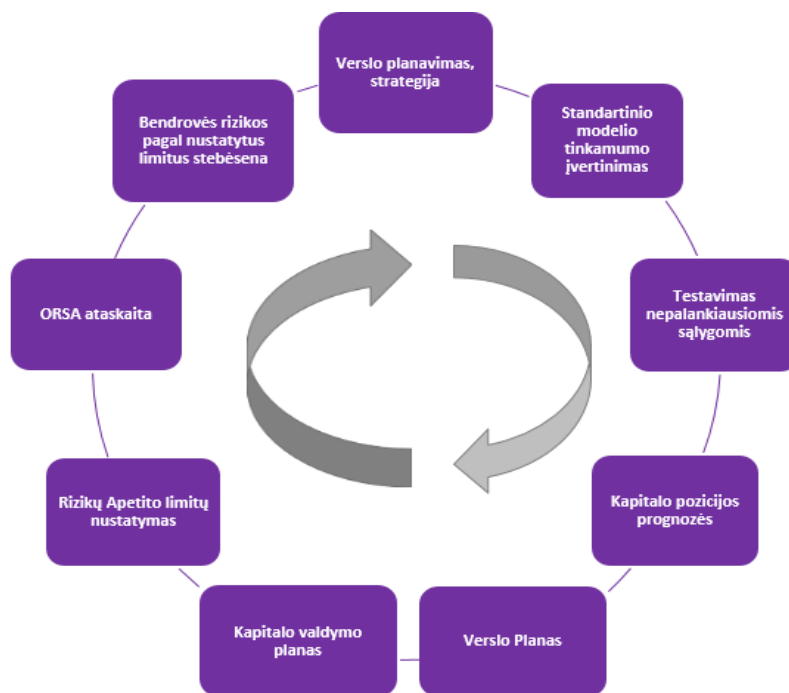 Verslo planavimas,
strategija
Standartinio
modelio
tinkamumo
įvertinimas
Testavimas
nepalankiausiomis
sąlygomis
Kapitalo pozicijos
prognozės
Verslo Planas
Kapitalo valdymo
planas
Rizikų Apetito limitų
nustatymas
ORSA ataskaita
Bendrovės rizikos
pagal nustatytus
limitus stebėsena